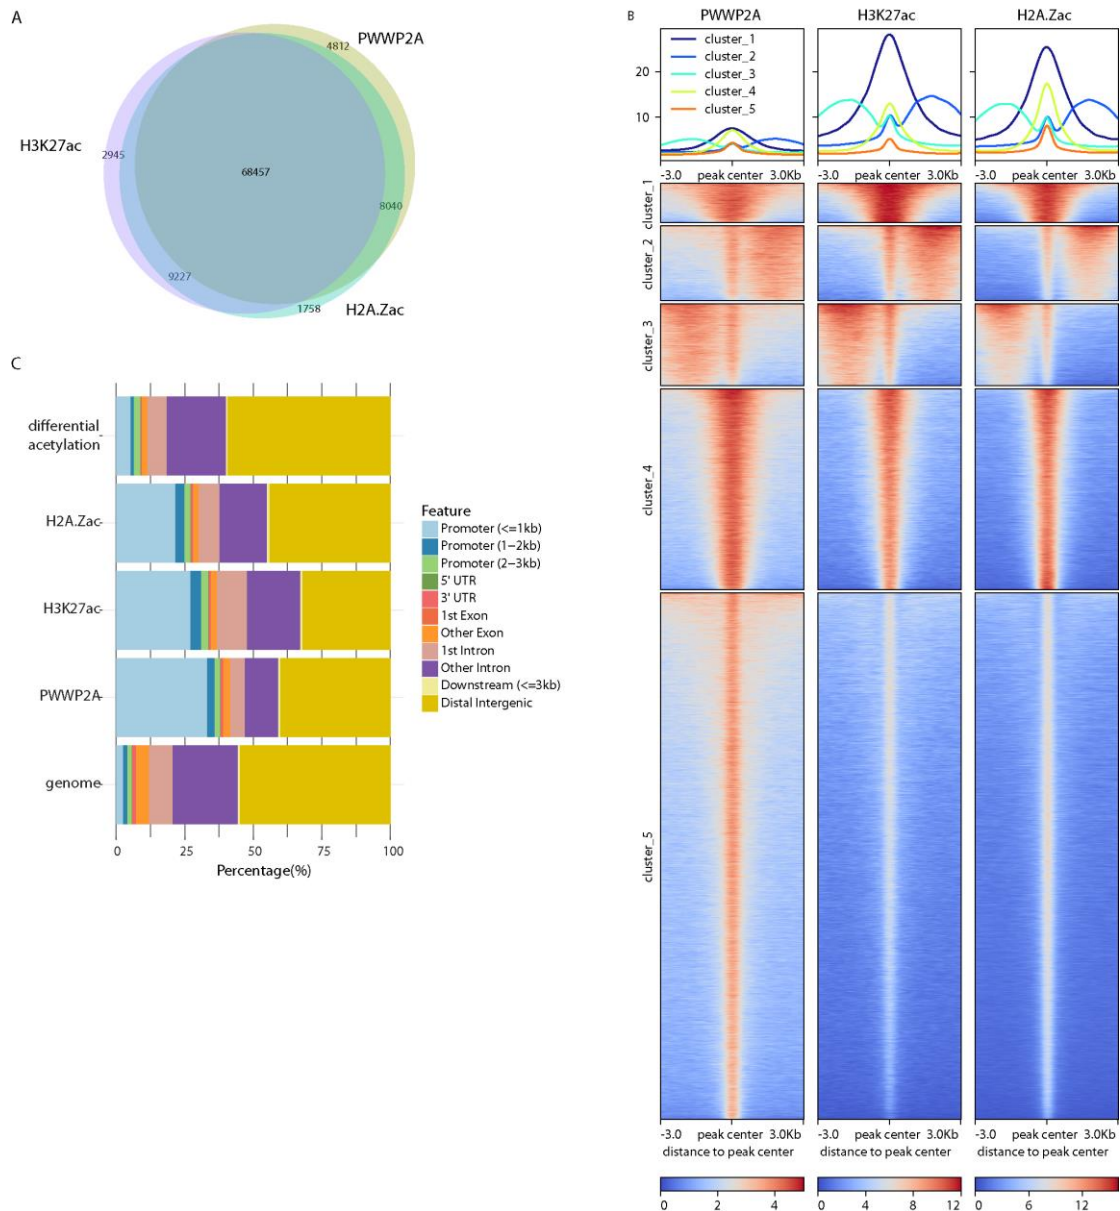 A
PWWP2A
4812
H3K27ac
2945
68457
8040
9227
1758
H2A.Zac
B
PWWP2A
H3K27ac
H2A.Zac
cluster_1
cluster_2
cluster_3
cluster_4
cluster_5
20
10
-3.0 peak center 3.0Kb
-3.0 peak center 3.0Kb
-3.0 peak center 3.0Kb
cluster_1
cluster_2
cluster_3
cluster_4
cluster_5
-3.0 peak center 3.0Kb
distance to peak center
-3.0 peak center 3.0Kb
distance to peak center
-3.0 peak center 3.0Kb
distance to peak center
0 2 4
0 4 8 12
0 6 12
C
differential
acetylation
H2A.Zac
H3K27ac
PWWP2A
genome
0 25 50 75 100
Percentage(%)
Feature
Promoter (<=1kb)
Promoter (1−2kb)
Promoter (2−3kb)
5' UTR
3' UTR
1st Exon
Other Exon
1st Intron
Other Intron
Downstream (<=3kb)
Distal Intergenic